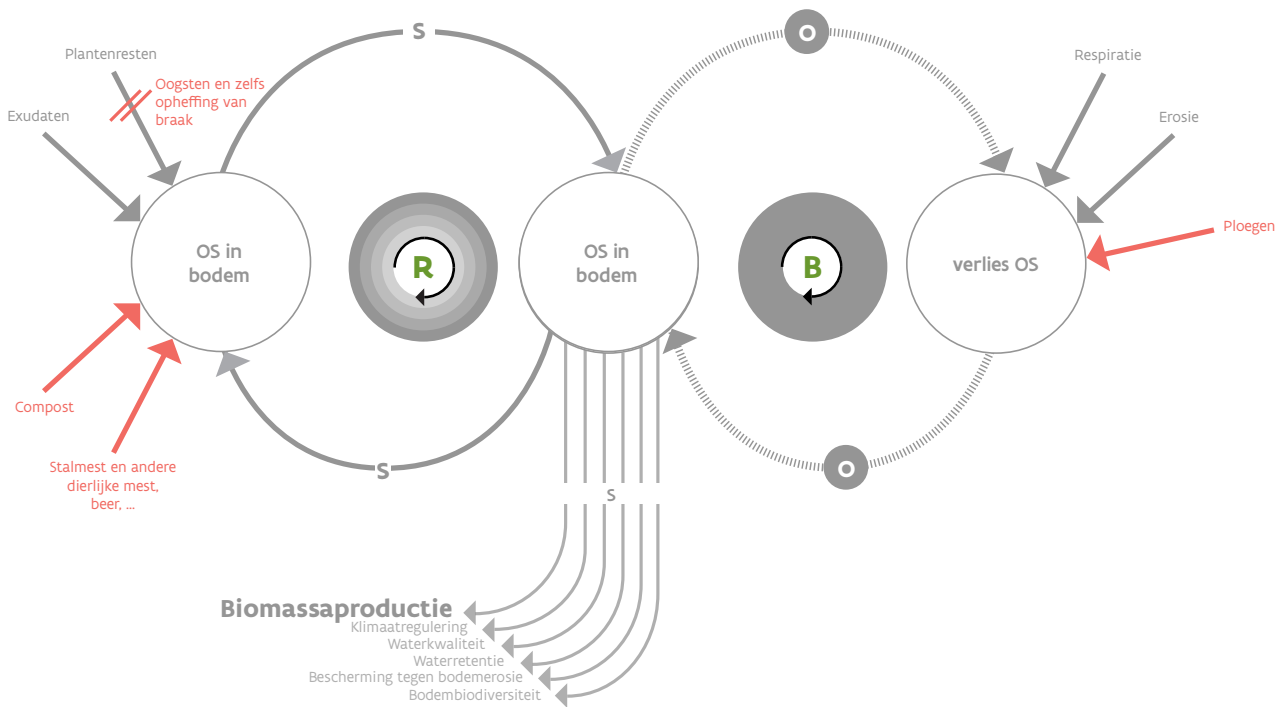 S
O
Plantenresten
Respiratie
Oogsten en zelfs
opheffing van
braak
Exudaten
Erosie
Ploegen
OS in
bodem
R
OS in
bodem
B
verlies OS
Compost
Stalmest en andere
dierlijke mest,
beer, ...
S
O
S
Biomassaproductie
Klimaatregulering
Waterkwaliteit
Waterretentie
Bescherming tegen bodemerosie
Bodembiodiversiteit